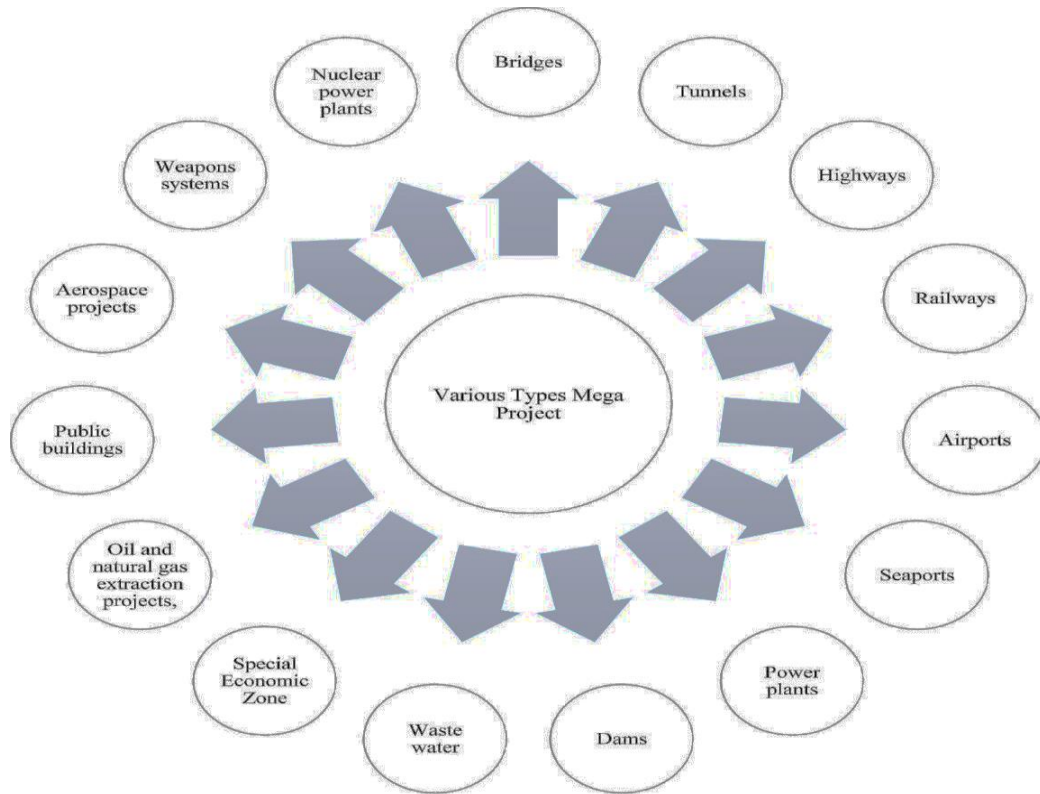 Bridges
Tunnels
Highways
Railways
Airports
Seaports
Power
plants
Dams
Waste
water
Special
Economic
Zone
Oil and
natural gas
extraction
projects,
Public
buildings
Aerospace
projects
Weapons
systems
Nuclear
power
plants
Various Types Mega
Project